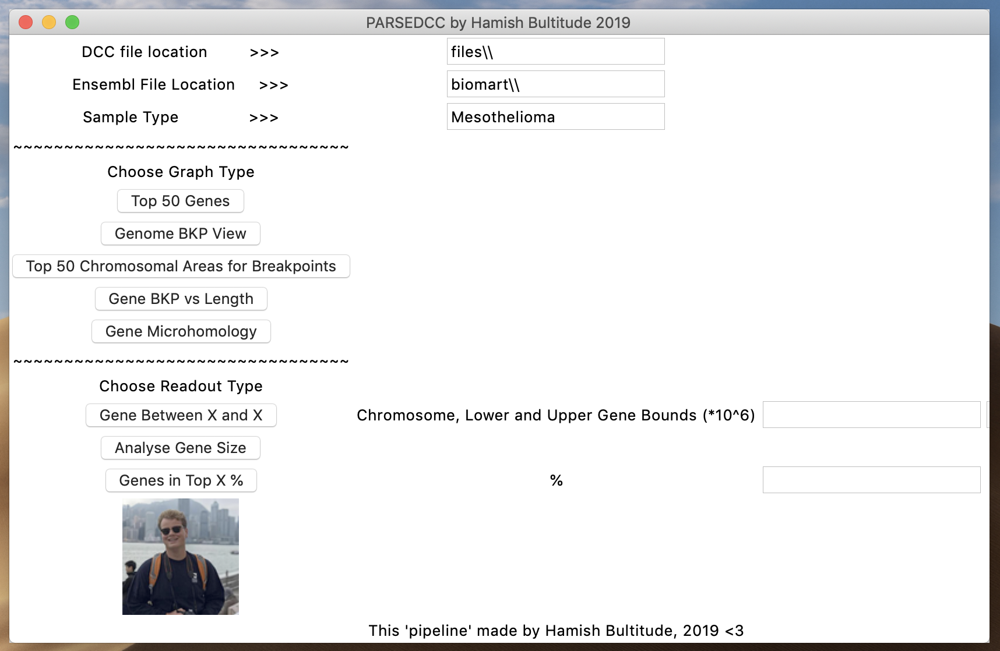 PARSEDCC by Hamish Bultitude 2019
DCC file location >>> files\\
Ensembl File Location >>> biomart\\
Sample Type >>> Mesothelioma
~~~~~~~~~~~~~~~~~~~~~~~~~~~~~~~~~
Choose Graph Type
Top 50 Genes
Genome BKP View
Top 50 Chromosomal Areas for Breakpoints
Gene BKP vs Length
Gene Microhomology
~~~~~~~~~~~~~~~~~~~~~~~~~~~~~~~~~
Choose Readout Type
Gene Between X and X Chromosome, Lower and Upper Gene Bounds (*10^6)
Analyse Gene Size
Genes in Top X % %
This 'pipeline' made by Hamish Bultitude, 2019 <3